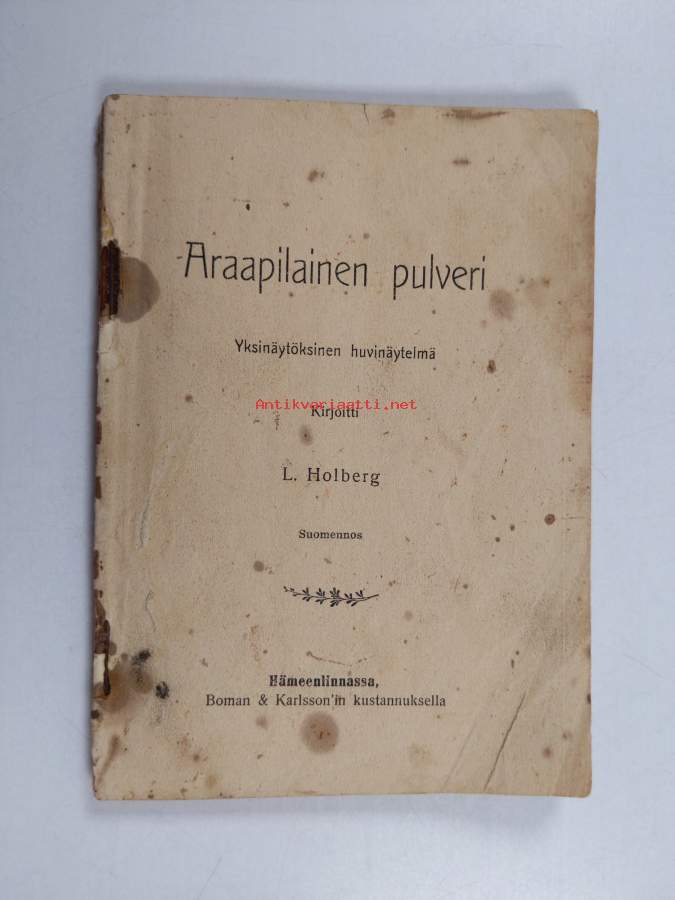 Araapilainen pulveri
Yksinäytöksinen huvinäytelmä
Antikvariaatti.net
Kirjoitti
L. Holberg
Suomennos
Hämeenlinnassa,
Boman & Karlsson'in kustannuksella